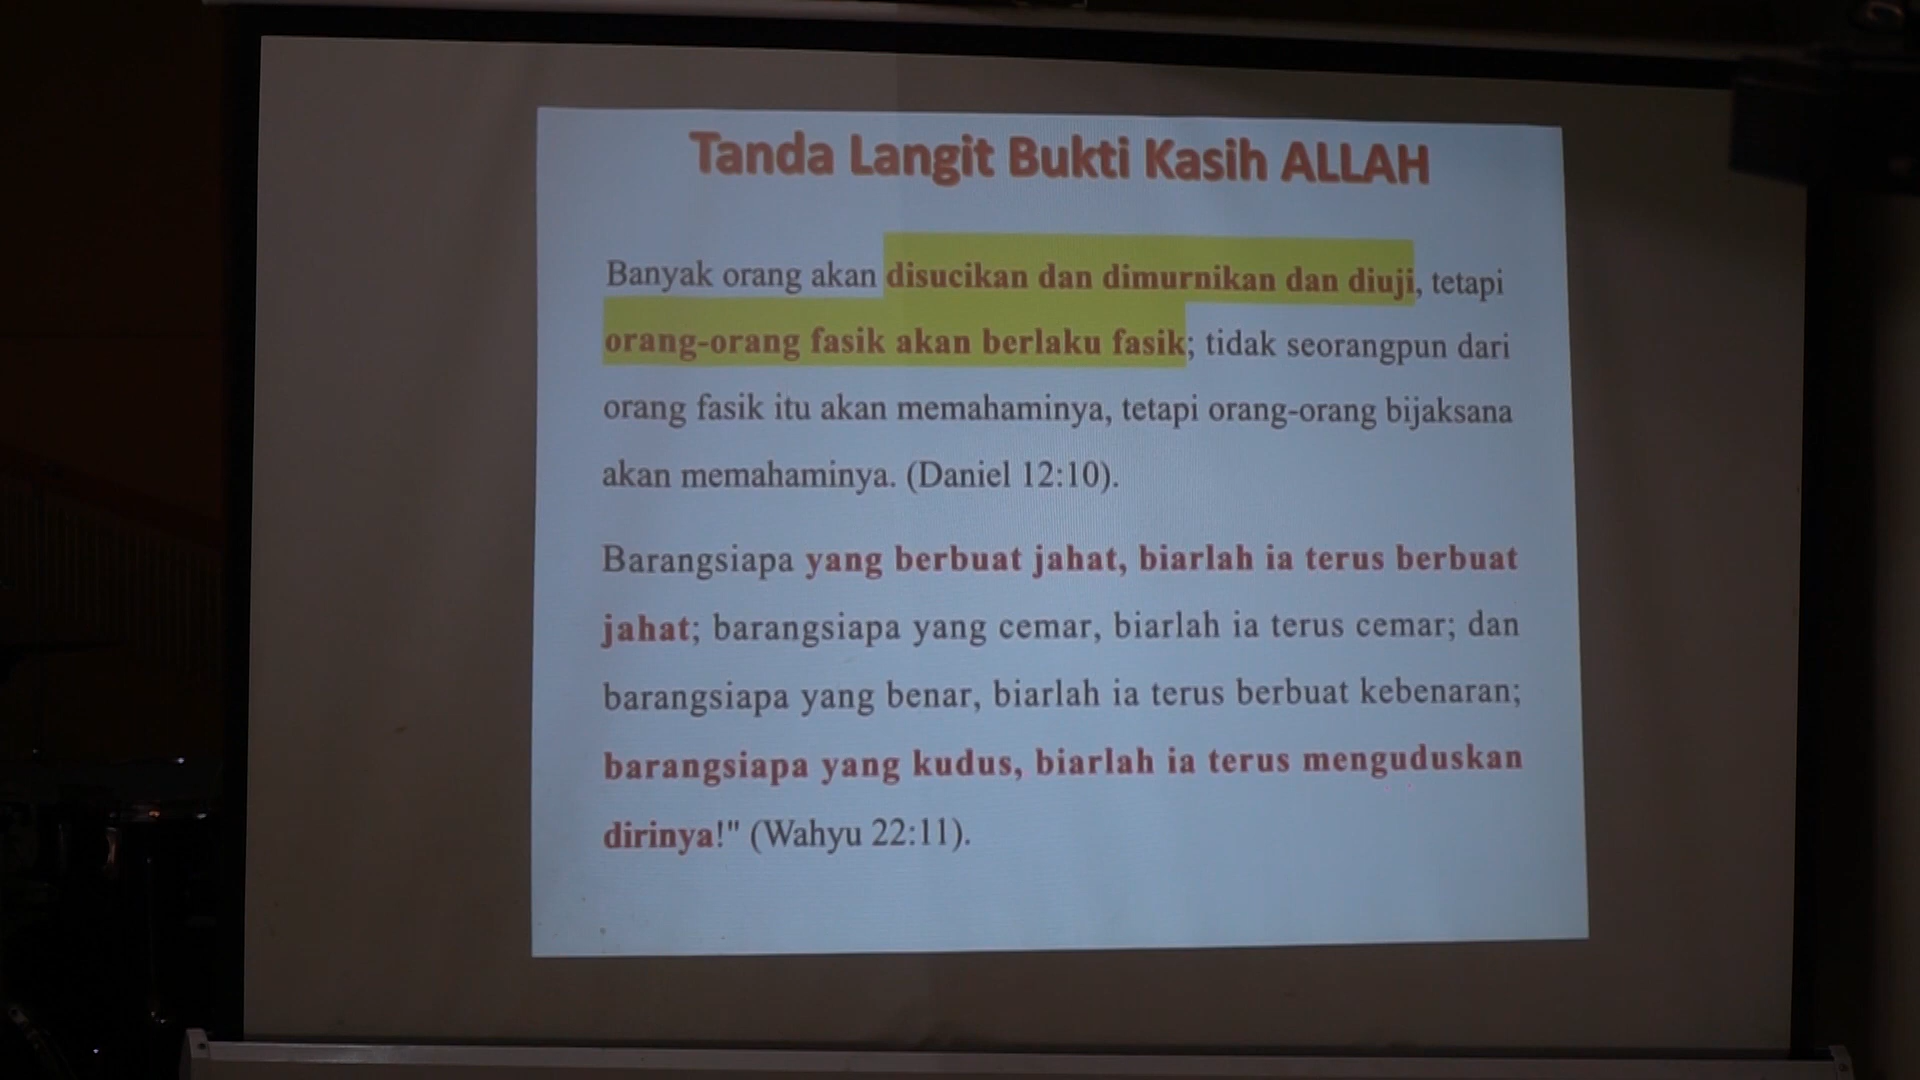 Tanda Langit Bukti Kasih ALLAH
Banyak orang akan disucikan dan dimurnikan dan diuji, tetapi
orang-orang fasik akan berlaku fasik; tidak seorangpun dari
orang fasik itu akan memahaminya, tetapi orang-orang bijaksana
akan memahaminya. (Daniel 12:10).
Barangsiapa yang berbuat jahat, biarlah ia terus berbuat
jahat; barangsiapa yang cemar, biarlah ia terus cemar; dan
barangsiapa yang benar, biarlah ia terus berbuat kebenaran;
barangsiapa yang kudus, biarlah ia terus menguduskan
dirinya!" (Wahyu 22:11).